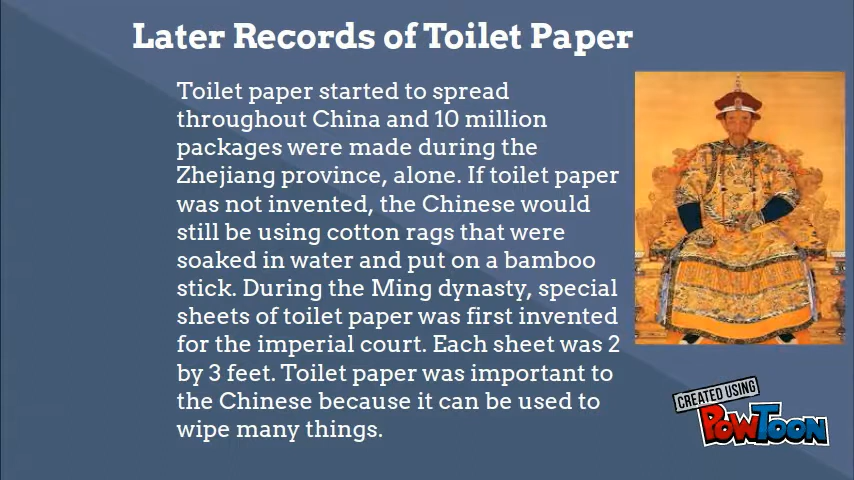 Later Records of Toilet Paper
Toilet paper started to spread
throughout China and 10 million
packages were made during the
Zhejiang province, alone. If toilet paper
was not invented, the Chinese would
still be using cotton rags that were
soaked in water and put on a bamboo
stick. During the Ming dynasty, special
sheets of toilet paper was first invented
for the imperial court. Each sheet was 2
by 3 feet. Toilet paper was important to
the Chinese because it can be used to
wipe many things.
CREATED USING
POWTOON